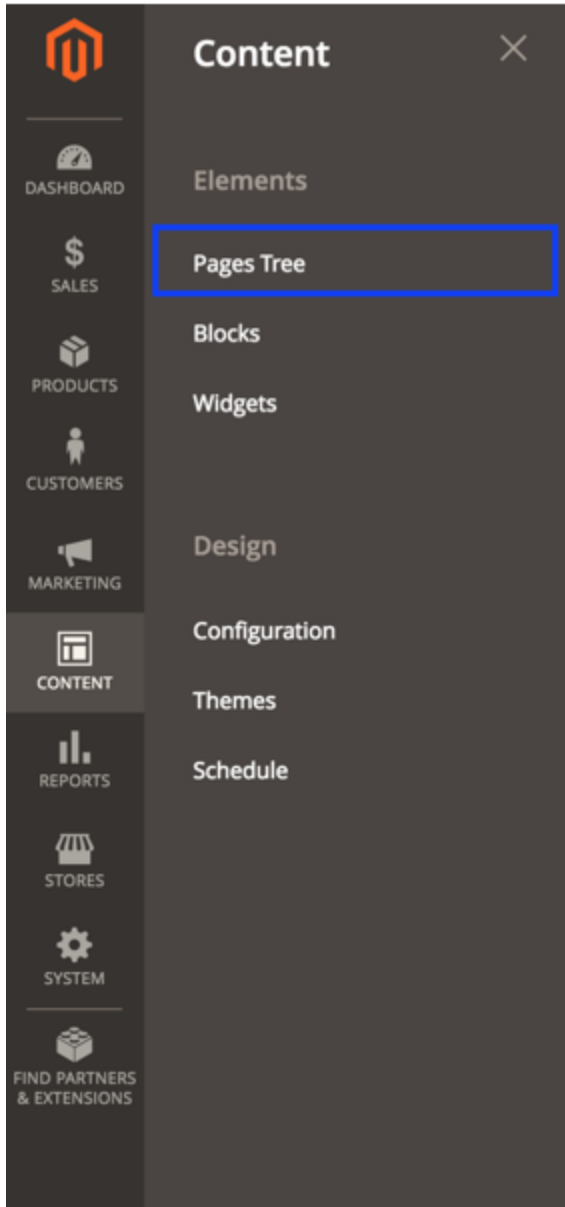 DASHBOARD
SALES
PRODUCTS
CUSTOMERS
MARKETING
CONTENT
REPORTS
STORES
SYSTEM
FIND PARTNERS
& EXTENSIONS
Content
Elements
Pages Tree
Blocks
Widgets
Design
Configuration
Themes
Schedule